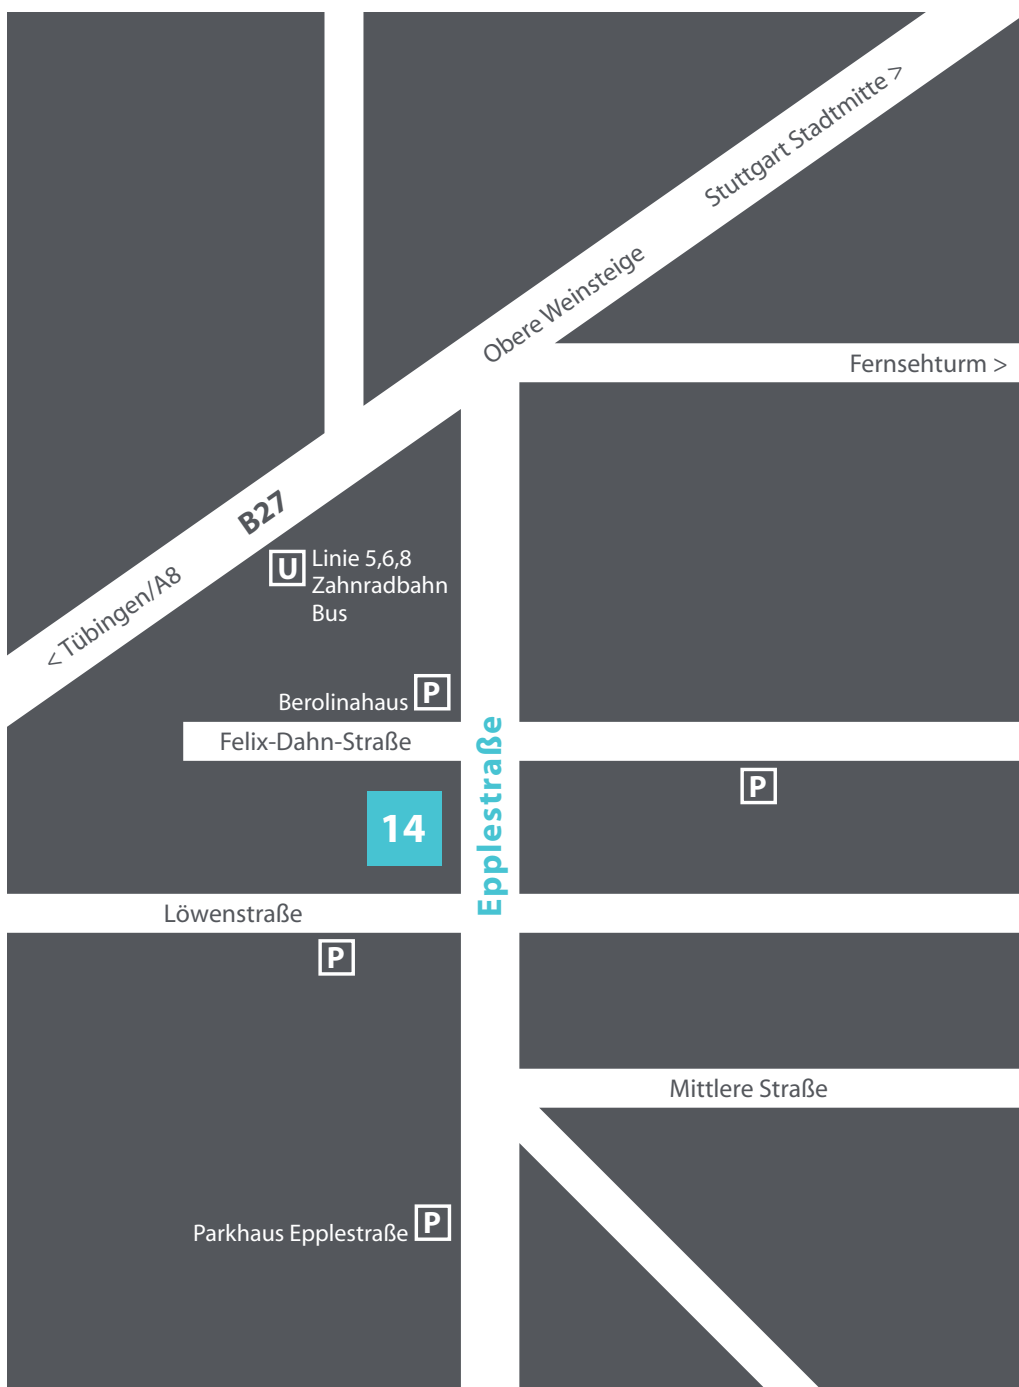 Stuttgart Stadtmitte >
Obere Weinsteige
Fernsehturm >
B27
< Tübingen/A8
U
Linie 5,6,8
Zahnradbahn
Bus
Berolinahaus P
Felix-Dahn-Straße
Epplestraße
P
14
Löwenstraße
P
Mittlere Straße
Parkhaus Epplestraße P